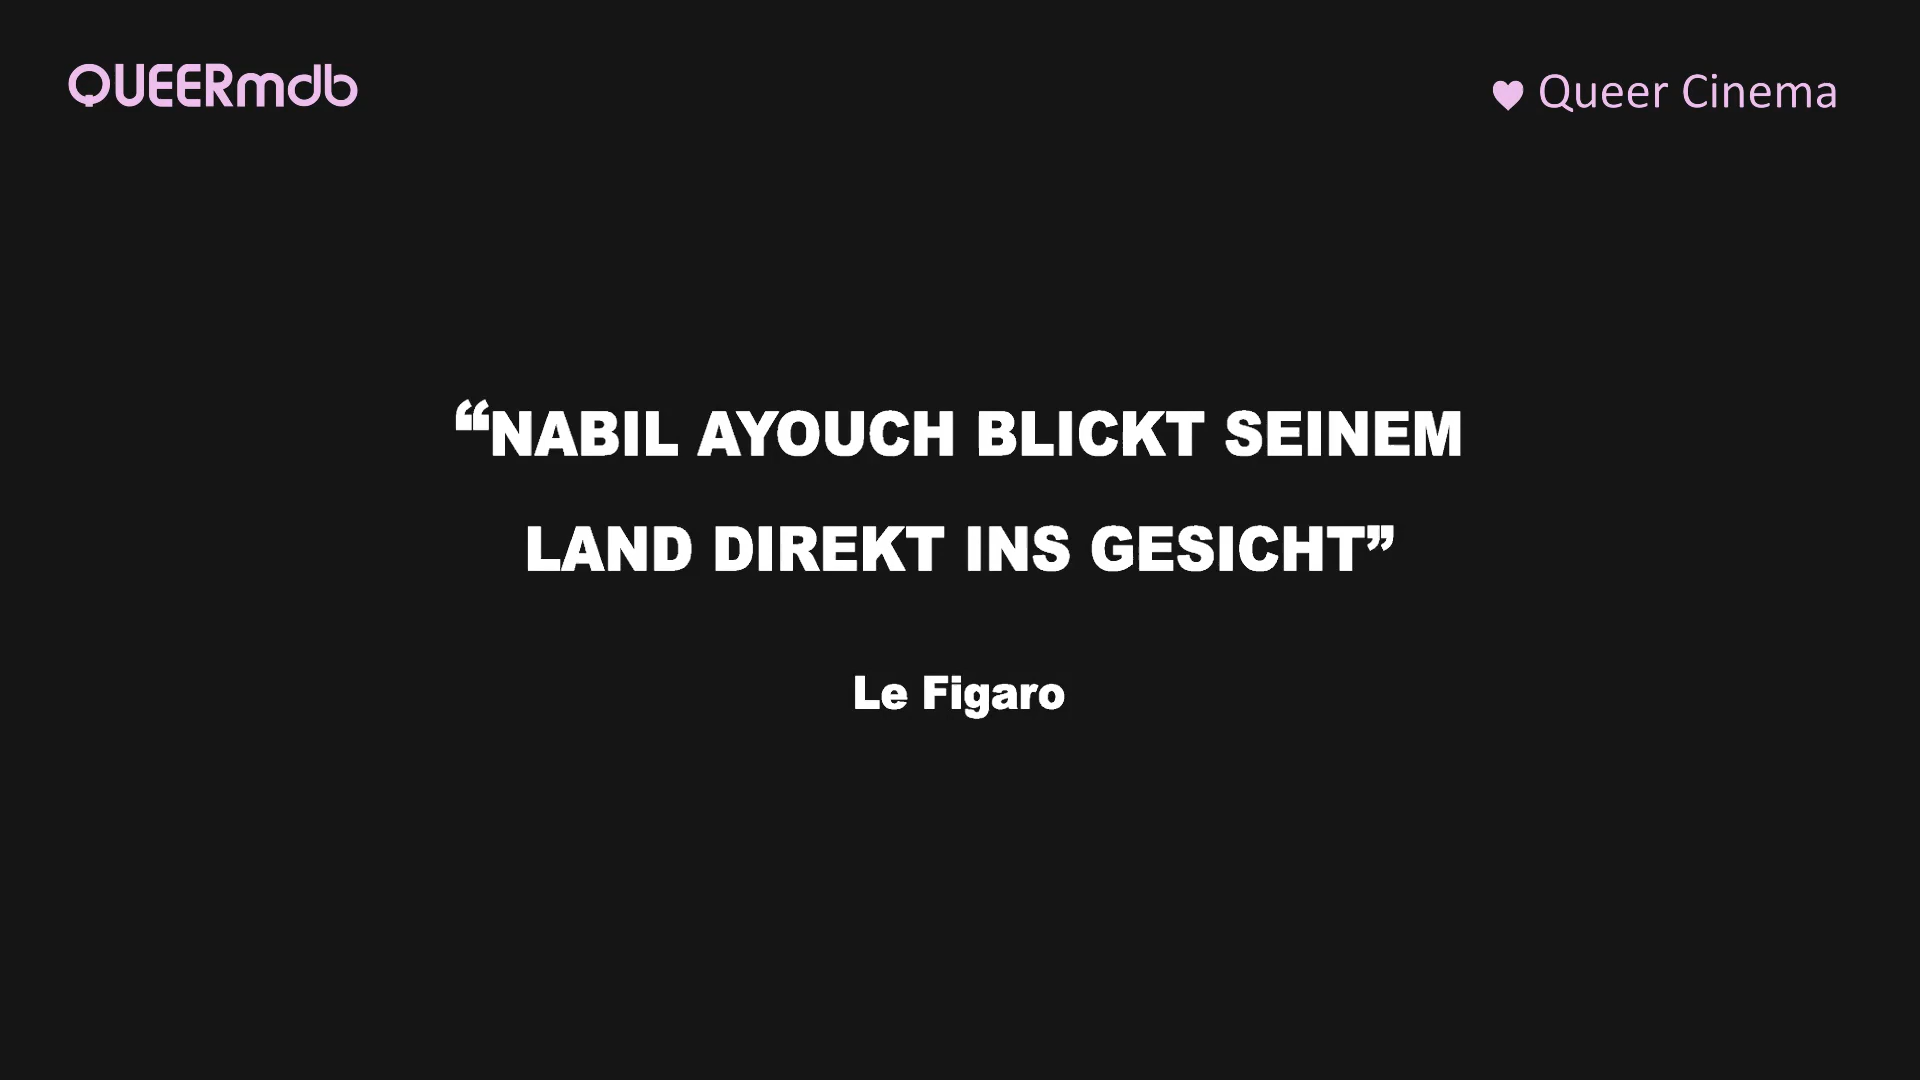 QUEERmdb
♥ Queer Cinema
“NABIL AYOUCH BLICKT SEINEM
LAND DIREKT INS GESICHT”
Le Figaro